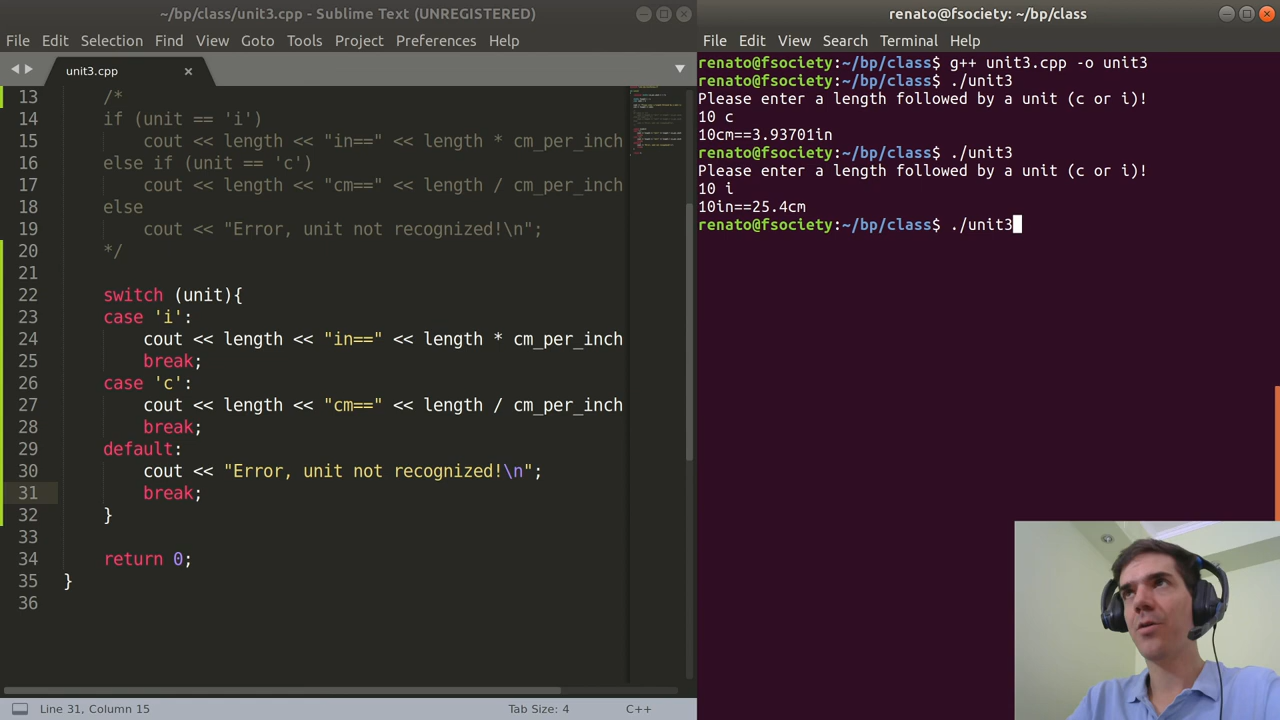 ~/bp/class/unit3.cpp - Sublime Text (UNREGISTERED)
File Edit Selection Find View Goto Tools Project Preferences Help
unit3.cpp
13 /*
14 if (unit == 'i')
15 cout << length << "in==" << length * cm_per_inch
16 else if (unit == 'c')
17 cout << length << "cm==" << length / cm_per_inch
18 else
19 cout << "Error, unit not recognized!\n";
20 */
21
22 switch (unit){
23 case 'i':
24 cout << length << "in==" << length * cm_per_inch
25 break;
26 case 'c':
27 cout << length << "cm==" << length / cm_per_inch
28 break;
29 default:
30 cout << "Error, unit not recognized!\n";
31 break;
32 }
33
34 return 0;
35 }
36
Line 31, Column 15 Tab Size: 4 C++
renato@fsociety: ~/bp/class
File Edit View Search Terminal Help
renato@fsociety:~/bp/class$ g++ unit3.cpp -o unit3
renato@fsociety:~/bp/class$ ./unit3
Please enter a length followed by a unit (c or i)!
10 c
10cm==3.93701in
renato@fsociety:~/bp/class$ ./unit3
Please enter a length followed by a unit (c or i)!
10 i
10in==25.4cm
renato@fsociety:~/bp/class$ ./unit3